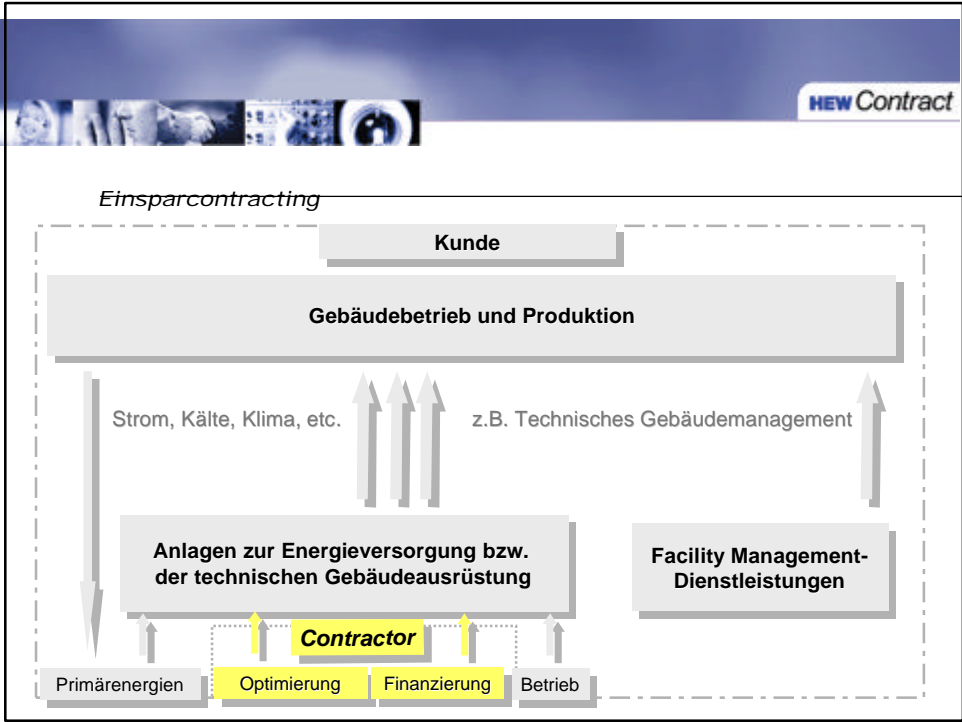 HEW Contract
Einsparcontracting
Kunde
Gebäudebetrieb und Produktion
Strom, Kälte, Klima, etc.
z.B. Technisches Gebäudemanagement
Anlagen zur Energieversorgung bzw.
der technischen Gebäudeausrüstung
Facility Management-
Dienstleistungen
Contractor
Primärenergien
Optimierung
Finanzierung
Betrieb